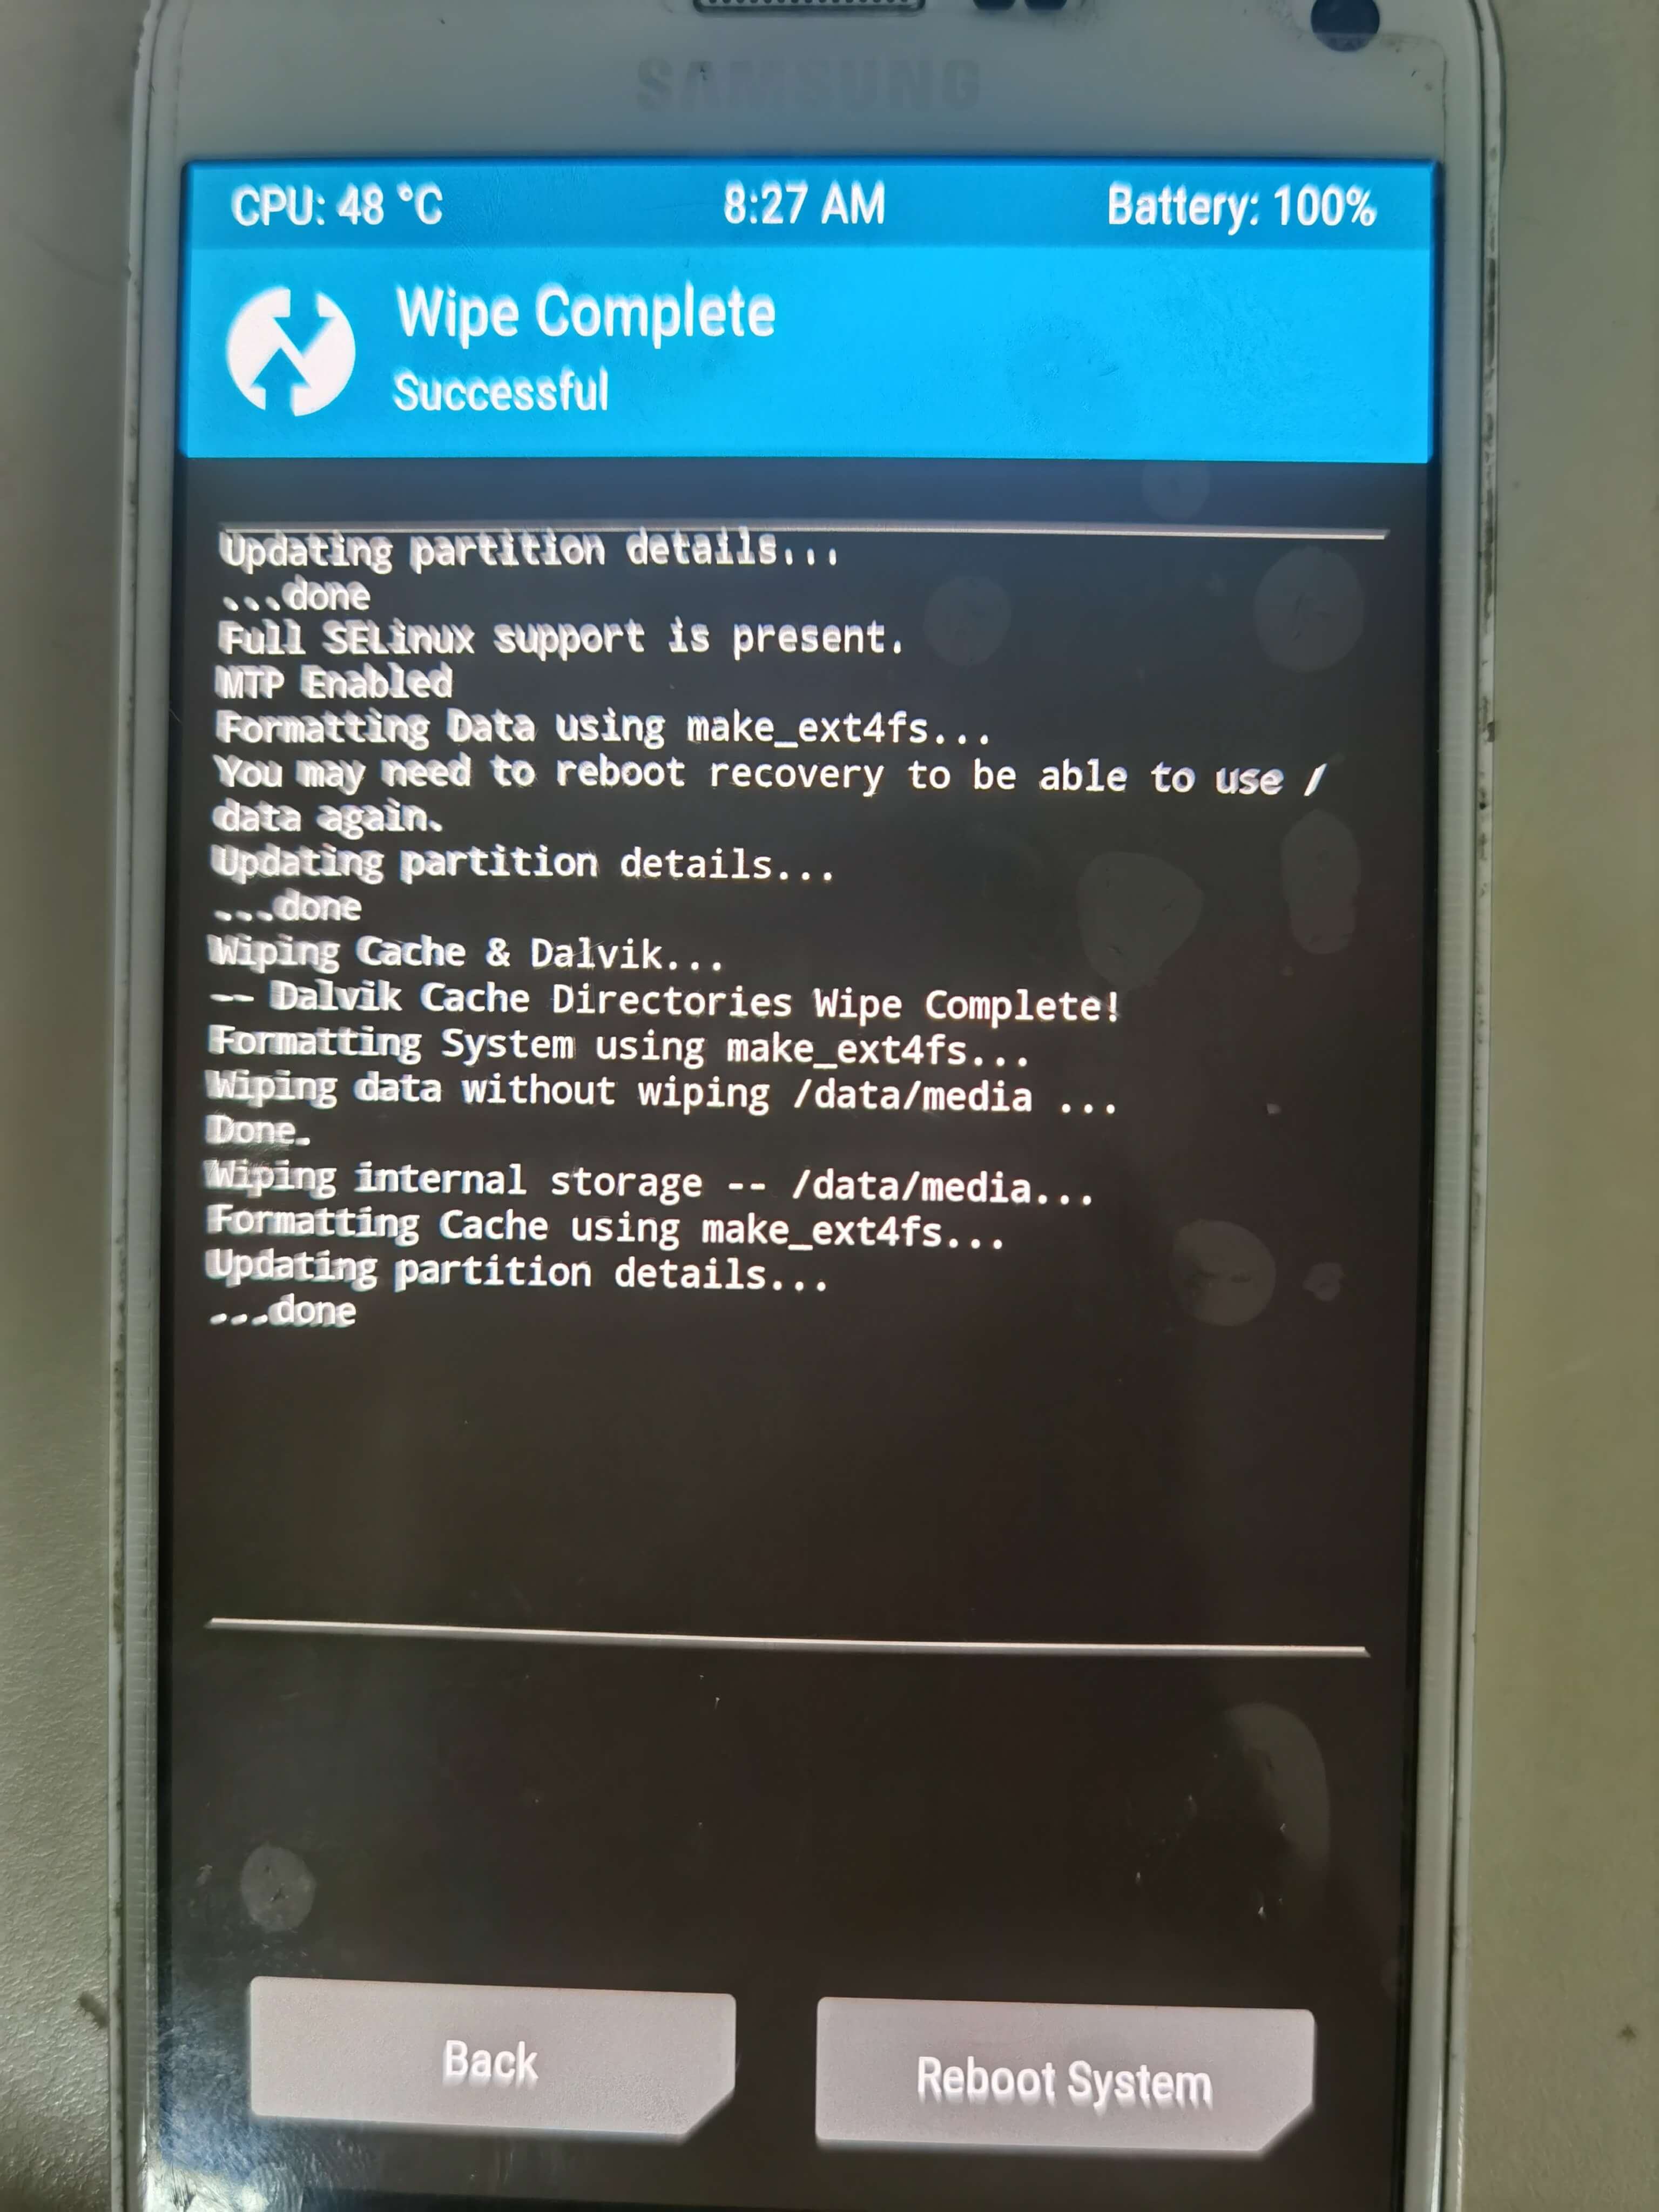 SAMSUNG
CPU: 48 °C 8:27 AM Battery: 100%
Wipe Complete
Successful
Updating partition details...
...done
Full SELinux support is present.
MTP Enabled
Formatting Data using make_ext4fs...
You may need to reboot recovery to be able to use /
data again.
Updating partition details...
...done
Wiping Cache & Dalvik...
-- Dalvik Cache Directories Wipe Complete!
Formatting System using make_ext4fs...
Wiping data without wiping /data/media ...
Done.
Wiping internal storage -- /data/media...
Formatting Cache using make_ext4fs...
Updating partition details...
...done
Back Reboot System